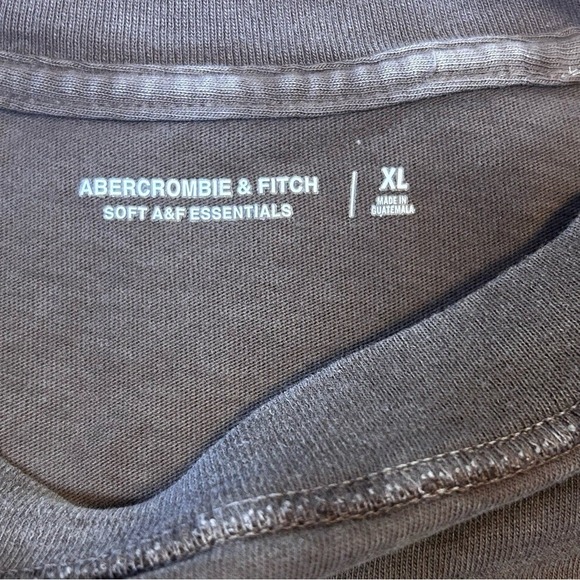 ABERCROMBIE & FITCH
SOFT A&F ESSENTIALS
XL
MADE IN
GUATEMALA